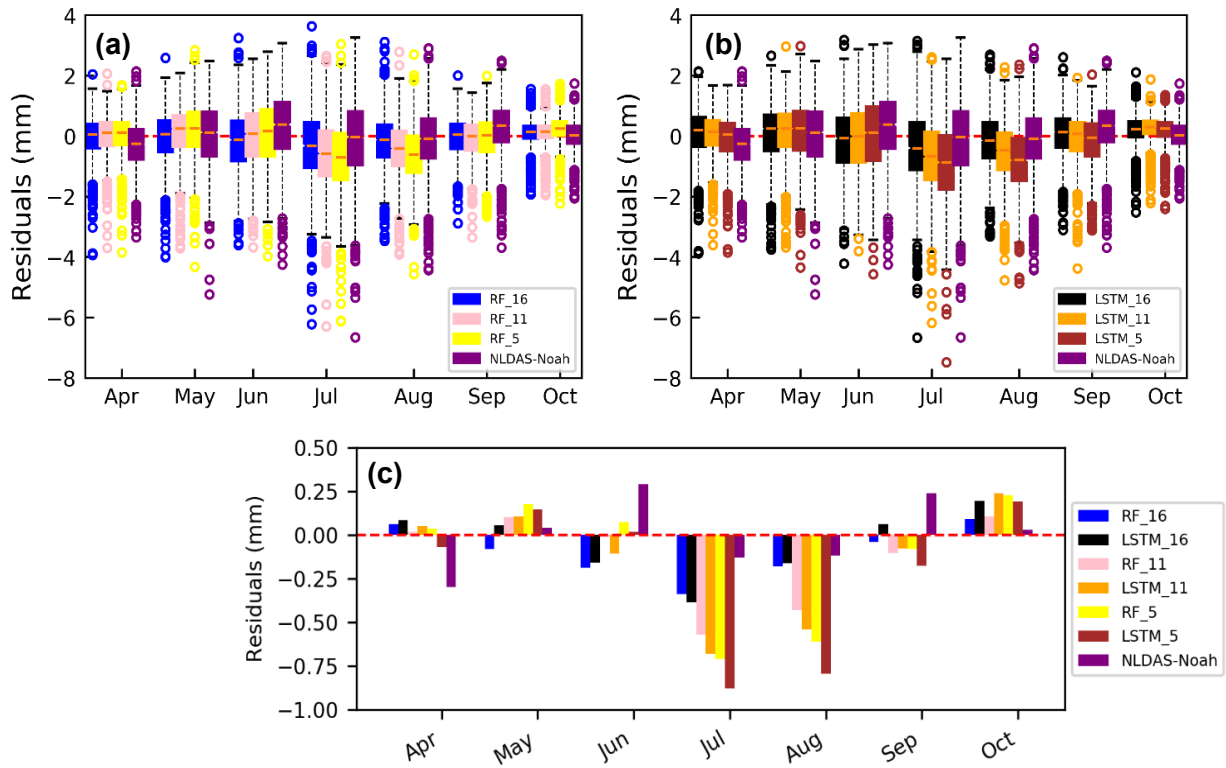 (a)
Residuals (mm)
4
2
0
−2
−4
−6
−8
Apr May Jun Jul Aug Sep Oct
RF_16
RF_11
RF_5
NLDAS-Noah
(b)
Residuals (mm)
4
2
0
−2
−4
−6
−8
Apr May Jun Jul Aug Sep Oct
LSTM_16
LSTM_11
LSTM_5
NLDAS-Noah
(c)
Residuals (mm)
0.50
0.25
0.00
−0.25
−0.50
−0.75
−1.00
Apr May Jun Jul Aug Sep Oct
RF_16
LSTM_16
RF_11
LSTM_11
RF_5
LSTM_5
NLDAS-Noah